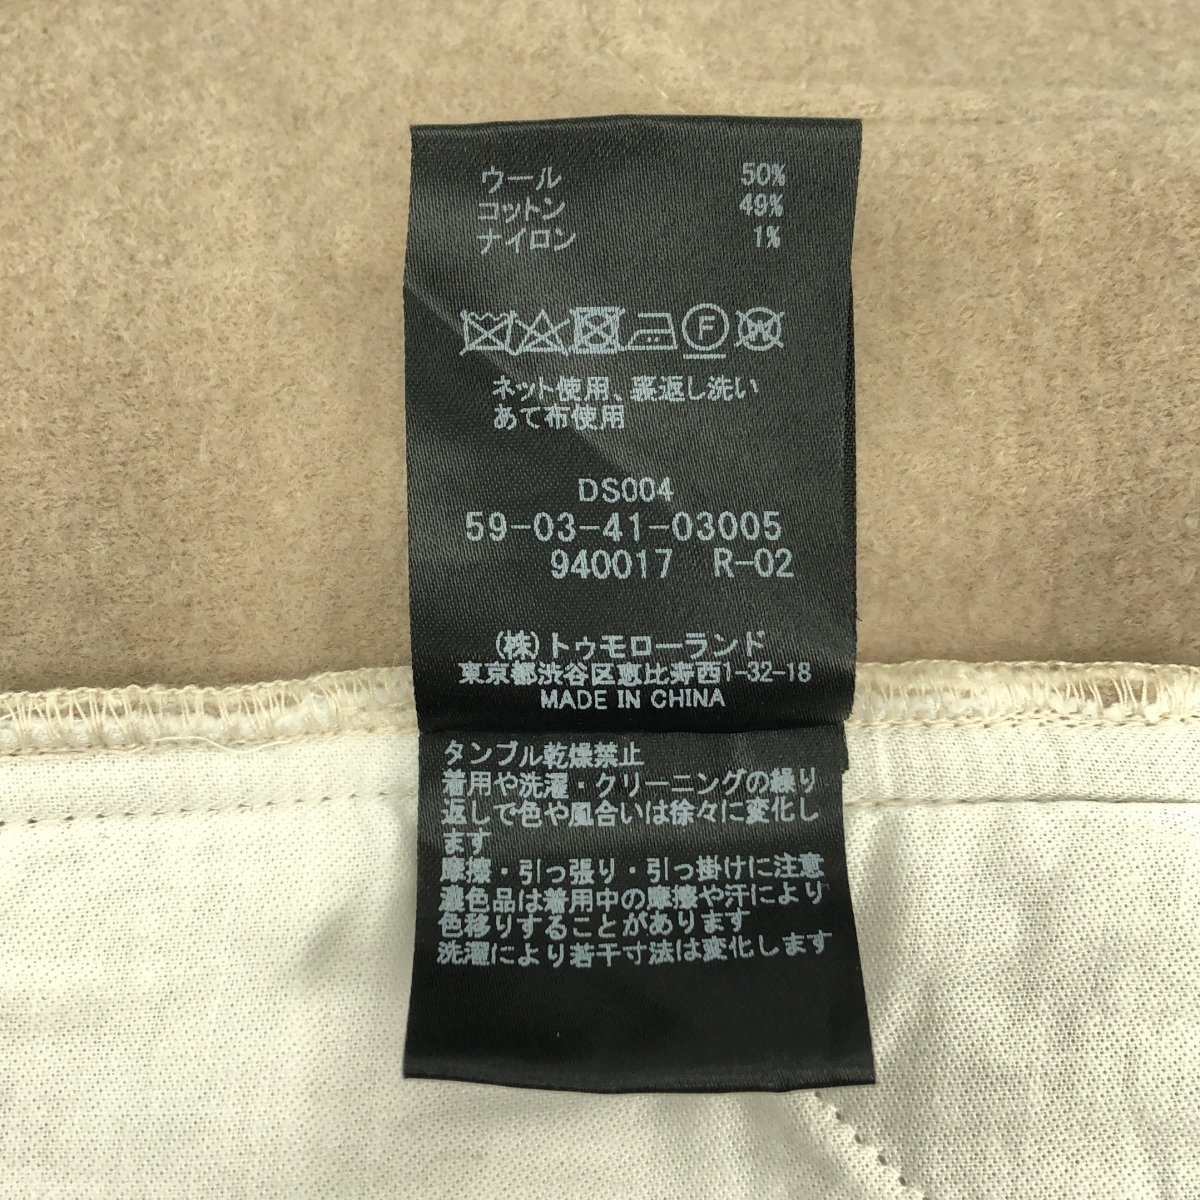 ウール 50%
コットン 49%
ナイロン 1%
F W
ネット使用、裏返し洗い
あて布使用
DS004
59-03-41-03005
940017 R-02
(株)トゥモローランド
東京都渋谷区恵比寿西1-32-18
MADE IN CHINA
タンブル乾燥禁止
着用や洗濯・クリーニングの繰り
返しで色や風合いは徐々に変化し
ます
摩擦・引っ張り・引っ掛けに注意
濃色品は着用中の摩擦や汗により
色移りすることがあります
洗濯により若干寸法は変化します